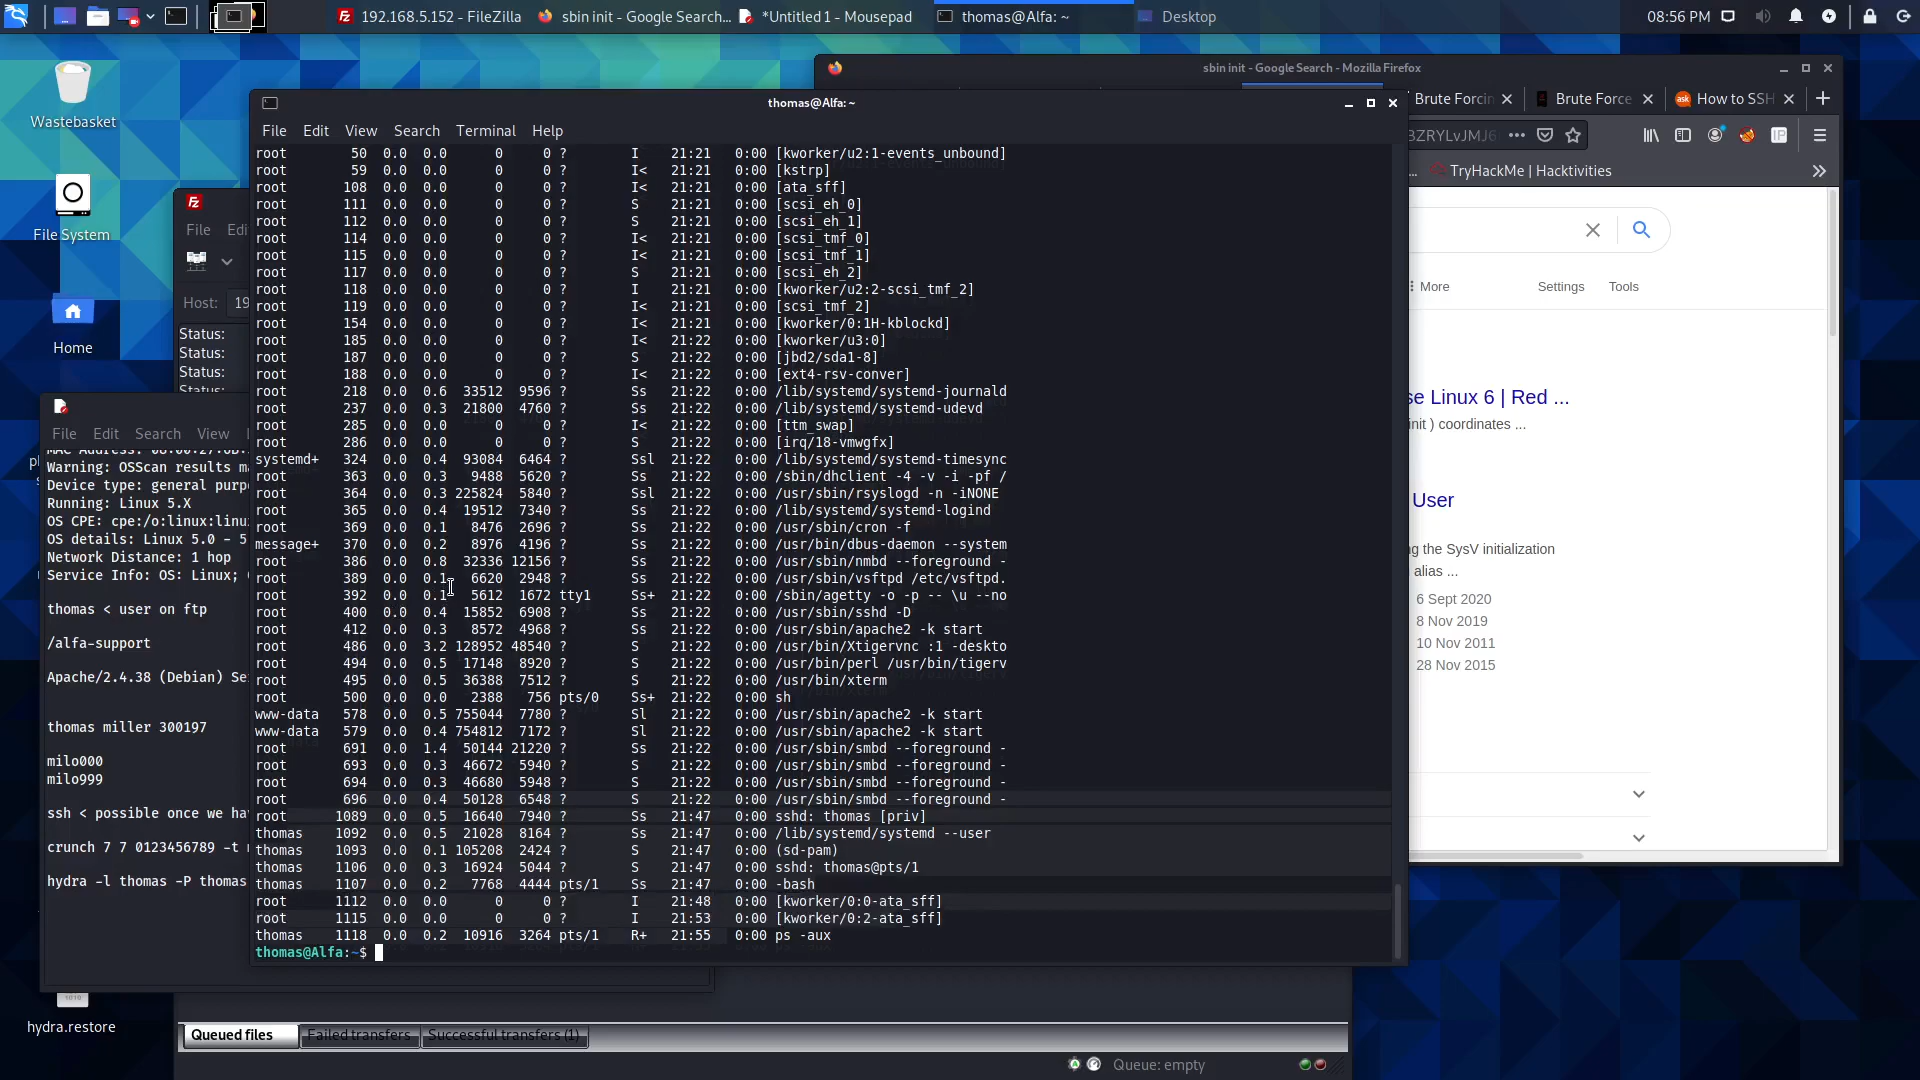 192.168.5.152 - FileZilla
sbin init - Google Search...
*Untitled 1 - Mousepad
thomas@Alfa: ~
Desktop
08:56 PM
Wastebasket
File System
Home
hydra.restore
sbin init - Google Search - Mozilla Firefox
Brute Forcin
Brute Force
How to SSH
BZRYLvJMJ6
TryHackMe | Hacktivities
More
Settings
Tools
se Linux 6 | Red ...
init ) coordinates ...
User
g the SysV initialization
alias ...
6 Sept 2020
8 Nov 2019
10 Nov 2011
28 Nov 2015
File Edi
Host: 19
Status:
Status:
Status:
Status:
Queued files
Failed transfers
Successful transfers (1)
Queue: empty
File Edit Search View
Warning: OSScan results m
Device type: general purp
Running: Linux 5.X
OS CPE: cpe:/o:linux:linu
OS details: Linux 5.0 - 5
Network Distance: 1 hop
Service Info: OS: Linux;
thomas < user on ftp
/alfa-support
Apache/2.4.38 (Debian) Se
thomas miller 300197
milo000
milo999
ssh < possible once we ha
crunch 7 7 0123456789 -t
hydra -l thomas -P thomas
thomas@Alfa: ~
File Edit View Search Terminal Help
root 50 0.0 0.0 0 0 ? I 21:21 0:00 [kworker/u2:1-events_unbound]
root 59 0.0 0.0 0 0 ? I< 21:21 0:00 [kstrp]
root 108 0.0 0.0 0 0 ? I< 21:21 0:00 [ata_sff]
root 111 0.0 0.0 0 0 ? S 21:21 0:00 [scsi_eh_0]
root 112 0.0 0.0 0 0 ? S 21:21 0:00 [scsi_eh_1]
root 114 0.0 0.0 0 0 ? I< 21:21 0:00 [scsi_tmf_0]
root 115 0.0 0.0 0 0 ? I< 21:21 0:00 [scsi_tmf_1]
root 117 0.0 0.0 0 0 ? S 21:21 0:00 [scsi_eh_2]
root 118 0.0 0.0 0 0 ? I 21:21 0:00 [kworker/u2:2-scsi_tmf_2]
root 119 0.0 0.0 0 0 ? I< 21:21 0:00 [scsi_tmf_2]
root 154 0.0 0.0 0 0 ? I< 21:21 0:00 [kworker/0:1H-kblockd]
root 185 0.0 0.0 0 0 ? I< 21:22 0:00 [kworker/u3:0]
root 187 0.0 0.0 0 0 ? S 21:22 0:00 [jbd2/sda1-8]
root 188 0.0 0.0 0 0 ? I< 21:22 0:00 [ext4-rsv-conver]
root 218 0.0 0.6 33512 9596 ? Ss 21:22 0:00 /lib/systemd/systemd-journald
root 237 0.0 0.3 21800 4760 ? Ss 21:22 0:00 /lib/systemd/systemd-udevd
root 285 0.0 0.0 0 0 ? I< 21:22 0:00 [ttm_swap]
root 286 0.0 0.0 0 0 ? S 21:22 0:00 [irq/18-vmwgfx]
systemd+ 324 0.0 0.4 93084 6464 ? Ssl 21:22 0:00 /lib/systemd/systemd-timesync
root 363 0.0 0.3 9488 5620 ? Ss 21:22 0:00 /sbin/dhclient -4 -v -i -pf /
root 364 0.0 0.3 225824 5840 ? Ssl 21:22 0:00 /usr/sbin/rsyslogd -n -iNONE
root 365 0.0 0.4 19512 7340 ? Ss 21:22 0:00 /lib/systemd/systemd-logind
root 369 0.0 0.1 8476 2696 ? Ss 21:22 0:00 /usr/sbin/cron -f
message+ 370 0.0 0.2 8976 4196 ? Ss 21:22 0:00 /usr/bin/dbus-daemon --system
root 386 0.0 0.8 32336 12156 ? Ss 21:22 0:00 /usr/sbin/nmbd --foreground -
root 389 0.0 0.1 6620 2948 ? Ss 21:22 0:00 /usr/sbin/vsftpd /etc/vsftpd.
root 392 0.0 0.1 5612 1672 tty1 Ss+ 21:22 0:00 /sbin/agetty -o -p -- \u --no
root 400 0.0 0.4 15852 6908 ? Ss 21:22 0:00 /usr/sbin/sshd -D
root 412 0.0 0.3 8572 4968 ? Ss 21:22 0:00 /usr/sbin/apache2 -k start
root 486 0.0 3.2 128952 48540 ? S 21:22 0:00 /usr/bin/Xtigervnc :1 -deskto
root 494 0.0 0.5 17148 8920 ? S 21:22 0:00 /usr/bin/perl /usr/bin/tigerv
root 495 0.0 0.5 36388 7512 ? S 21:22 0:00 /usr/bin/xterm
root 500 0.0 0.0 2388 756 pts/0 Ss+ 21:22 0:00 sh
www-data 578 0.0 0.5 755044 7780 ? Sl 21:22 0:00 /usr/sbin/apache2 -k start
www-data 579 0.0 0.4 754812 7172 ? Sl 21:22 0:00 /usr/sbin/apache2 -k start
root 691 0.0 1.4 50144 21220 ? Ss 21:22 0:00 /usr/sbin/smbd --foreground -
root 693 0.0 0.3 46672 5940 ? S 21:22 0:00 /usr/sbin/smbd --foreground -
root 694 0.0 0.3 46680 5948 ? S 21:22 0:00 /usr/sbin/smbd --foreground -
root 696 0.0 0.4 50128 6548 ? S 21:22 0:00 /usr/sbin/smbd --foreground -
root 1089 0.0 0.5 16640 7940 ? Ss 21:47 0:00 sshd: thomas [priv]
thomas 1092 0.0 0.5 21028 8164 ? Ss 21:47 0:00 /lib/systemd/systemd --user
thomas 1093 0.0 0.1 105208 2424 ? S 21:47 0:00 (sd-pam)
thomas 1106 0.0 0.3 16924 5044 ? S 21:47 0:00 sshd: thomas@pts/1
thomas 1107 0.0 0.2 7768 4444 pts/1 Ss 21:47 0:00 -bash
root 1112 0.0 0.0 0 0 ? I 21:48 0:00 [kworker/0:0-ata_sff]
root 1115 0.0 0.0 0 0 ? I 21:53 0:00 [kworker/0:2-ata_sff]
thomas 1118 0.0 0.2 10916 3264 pts/1 R+ 21:55 0:00 ps -aux
thomas@Alfa:~$